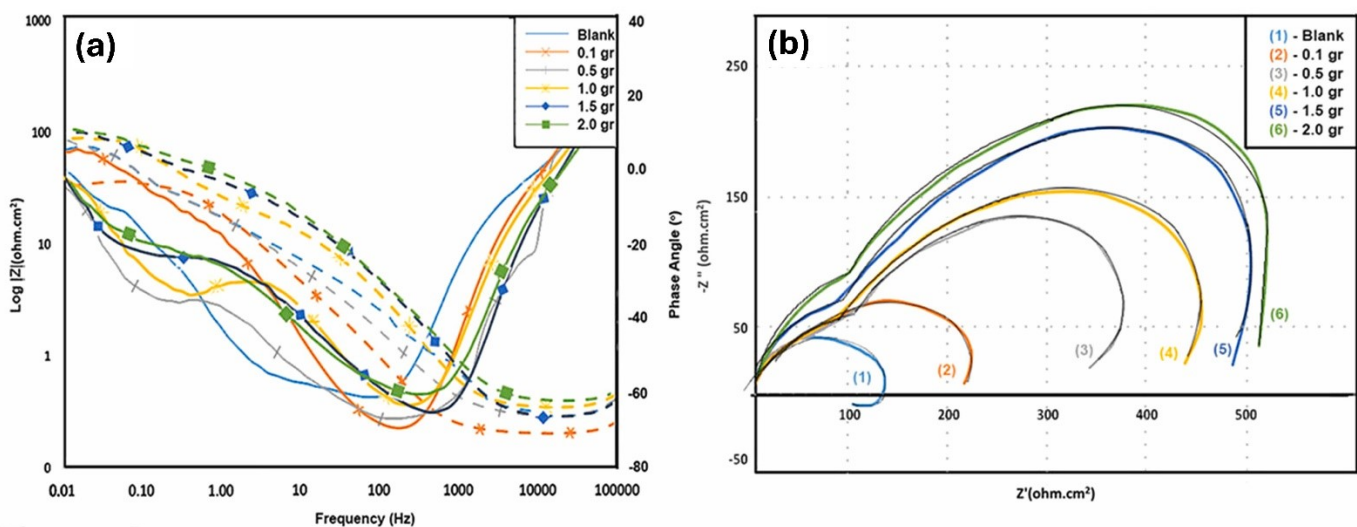 (a)
1000
100
10
1
0
Log |Z|(ohm.cm²)
0.01
0.10
1.00
10
100
1000
10000
100000
Frequency (Hz)
40
20
0.0
-20
-40
-60
-80
Phase Angle (°)
Blank
0.1 gr
0.5 gr
1.0 gr
1.5 gr
2.0 gr
(b)
250
150
50
-50
-Z'' (ohm.cm²)
100
200
300
400
500
Z'(ohm.cm²)
(1) - Blank
(2) - 0.1 gr
(3) - 0.5 gr
(4) - 1.0 gr
(5) - 1.5 gr
(6) - 2.0 gr
(1)
(2)
(3)
(4)
(5)
(6)